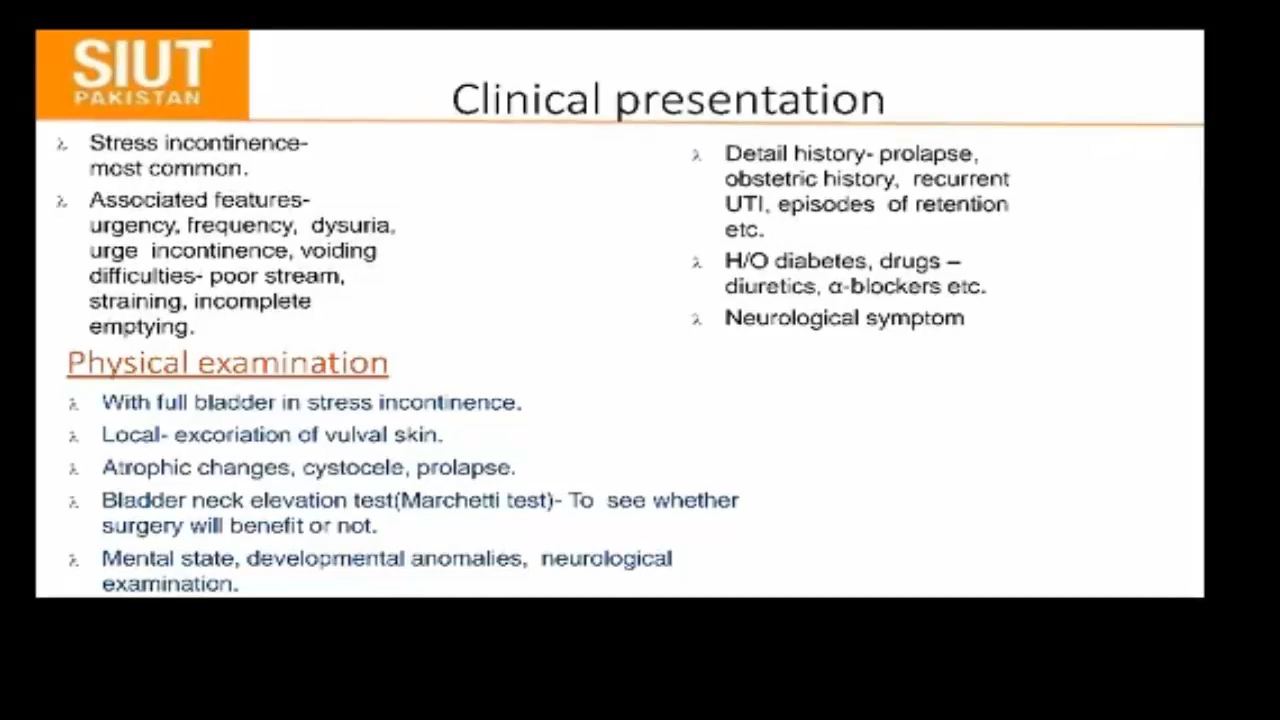 SIUT
PAKISTAN
Clinical presentation
λ Stress incontinence-
most common.
λ Associated features-
urgency, frequency, dysuria,
urge incontinence, voiding
difficulties- poor stream,
straining, incomplete
emptying.
λ Detail history- prolapse,
obstetric history, recurrent
UTI, episodes of retention
etc.
λ H/O diabetes, drugs –
diuretics, α-blockers etc.
λ Neurological symptom
Physical examination
λ With full bladder in stress incontinence.
λ Local- excoriation of vulval skin.
λ Atrophic changes, cystocele, prolapse.
λ Bladder neck elevation test(Marchetti test)- To see whether
surgery will benefit or not.
λ Mental state, developmental anomalies, neurological
examination.